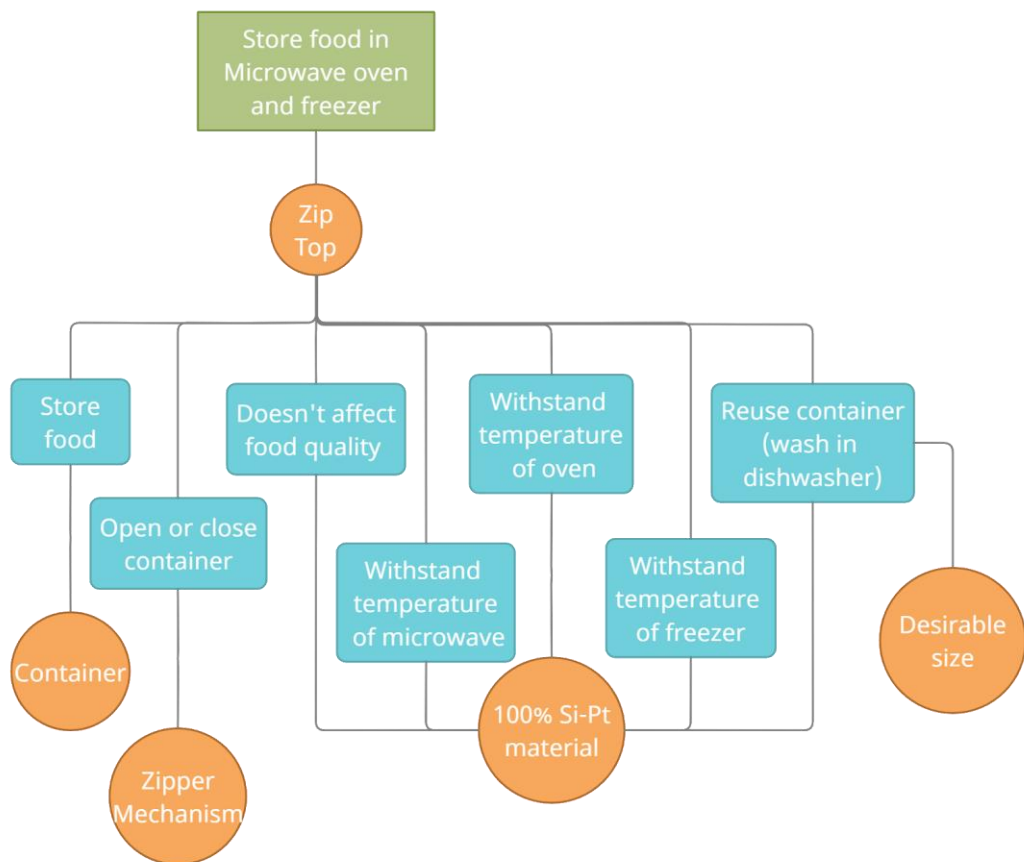 Store food in
Microwave oven
and freezer
Zip
Top
Store
food
Doesn't affect
food quality
Withstand
temperature
of oven
Reuse container
(wash in
dishwasher)
Open or close
container
Withstand
temperature
of microwave
Withstand
temperature
of freezer
Container
Desirable
size
100% Si-Pt
material
Zipper
Mechanism